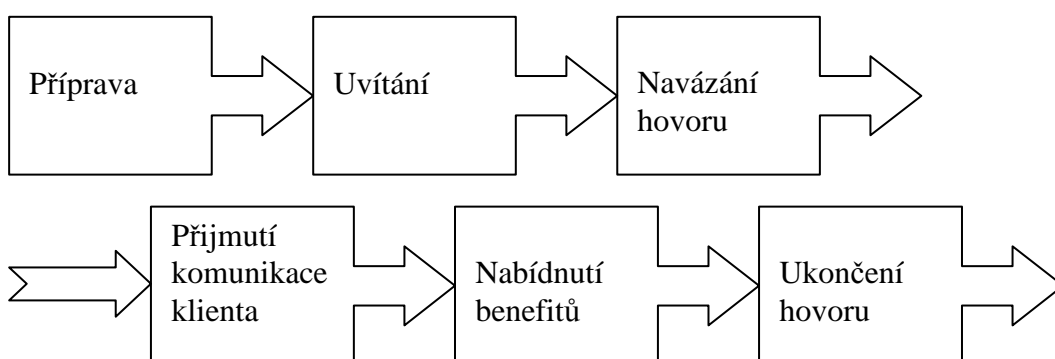 Příprava
Uvítání
Navázání
hovoru
Přijmutí
komunikace
klienta
Nabídnutí
benefitů
Ukončení
hovoru